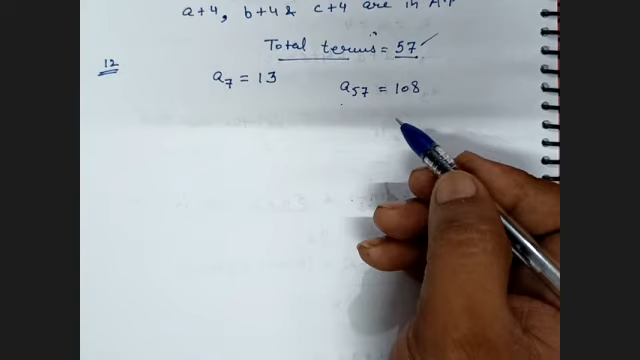 a+4, b+4 & c+4 are in A.P
Total terms = 57
12
a7 = 13
a57 = 108